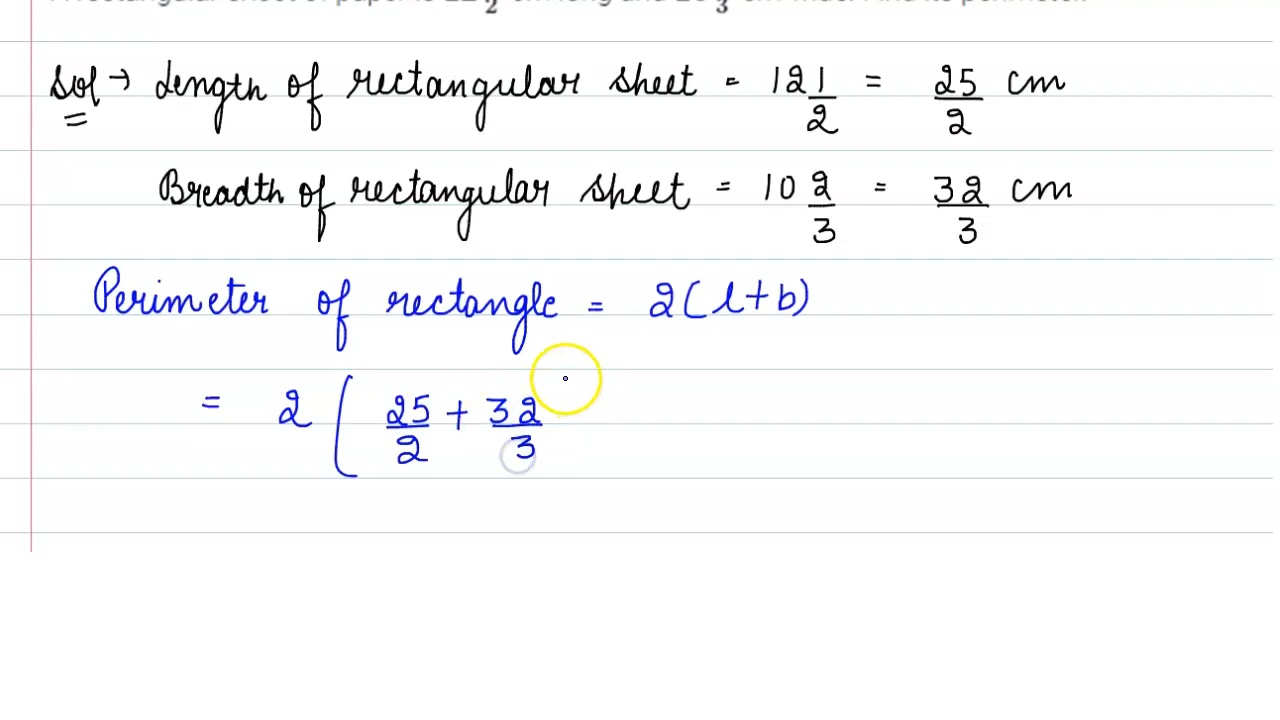 Sol → Length of rectangular sheet = 12 1/2 = 25/2 cm
Breadth of rectangular sheet = 10 2/3 = 32/3 cm
Perimeter of rectangle = 2(l+b)
= 2 ( 25/2 + 32/3